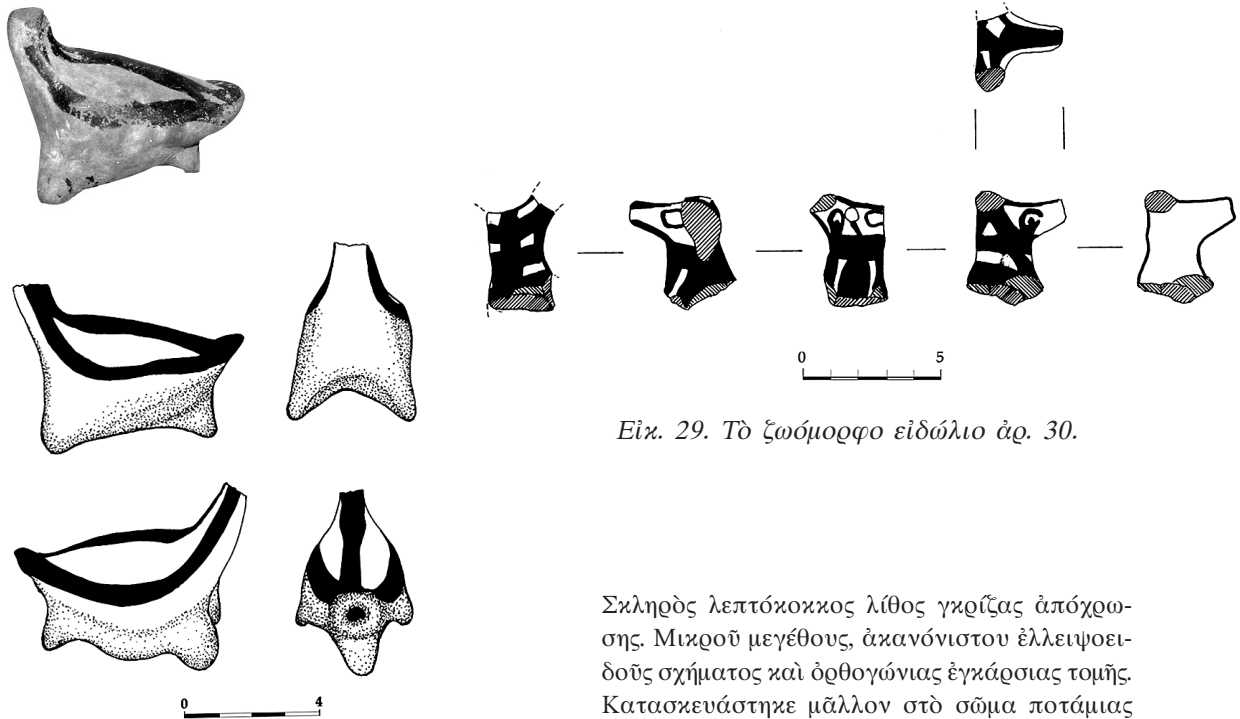 0 5
Εἰκ. 29. Τὸ ζωόμορφο εἰδώλιο ἀρ. 30.
0 4
Σκληρὸς λεπτόκοκκος λίθος γκρίζας ἀπόχρω-
σης. Μικροῦ μεγέθους, ἀκανόνιστου ἐλλειψοει-
δοῦς σχήματος καὶ ὀρθογώνιας ἐγκάρσιας τομῆς.
Κατασκευάστηκε μᾶλλον στὸ σῶμα ποτάμιας